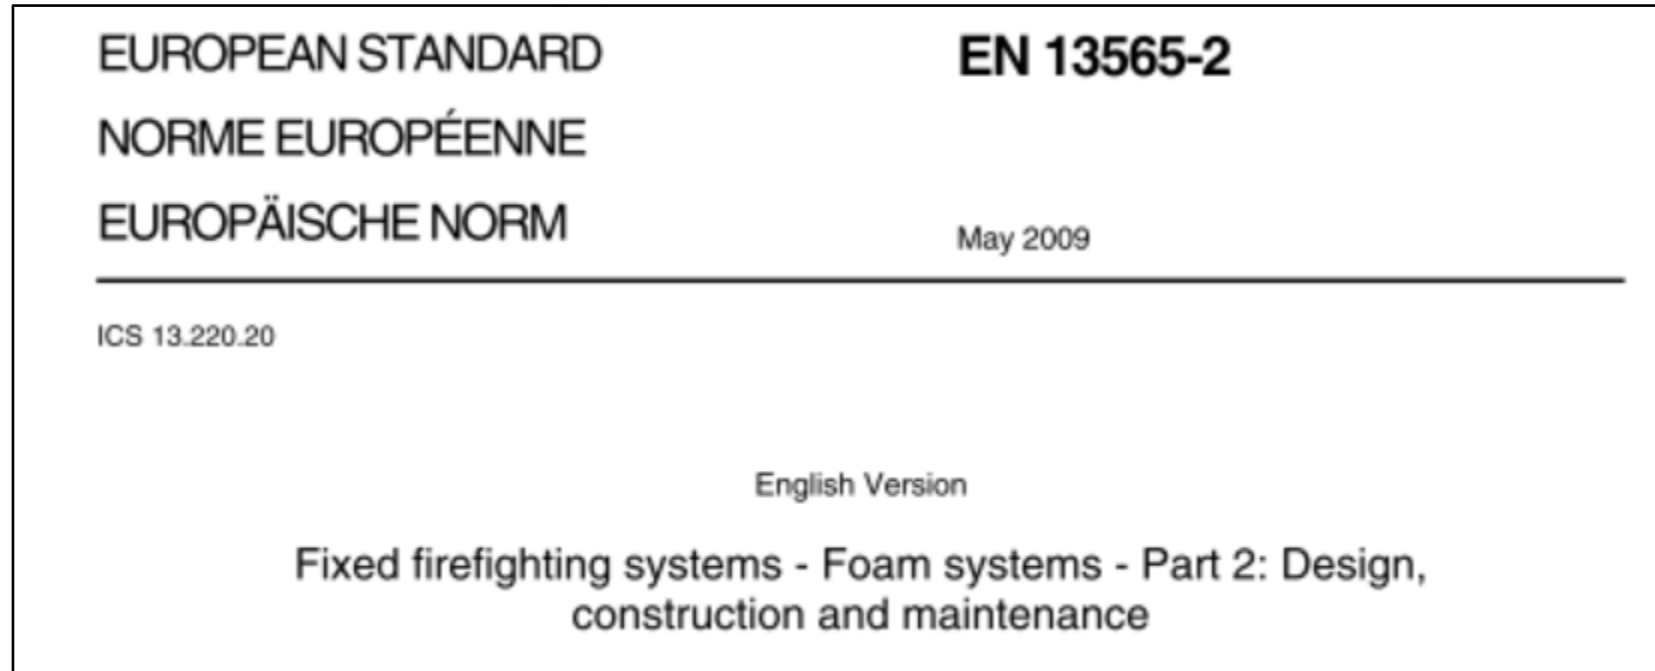 EUROPEAN STANDARD
EN 13565-2
NORME EUROPÉENNE
EUROPÄISCHE NORM
May 2009
ICS 13.220.20
English Version
Fixed firefighting systems - Foam systems - Part 2: Design,
construction and maintenance